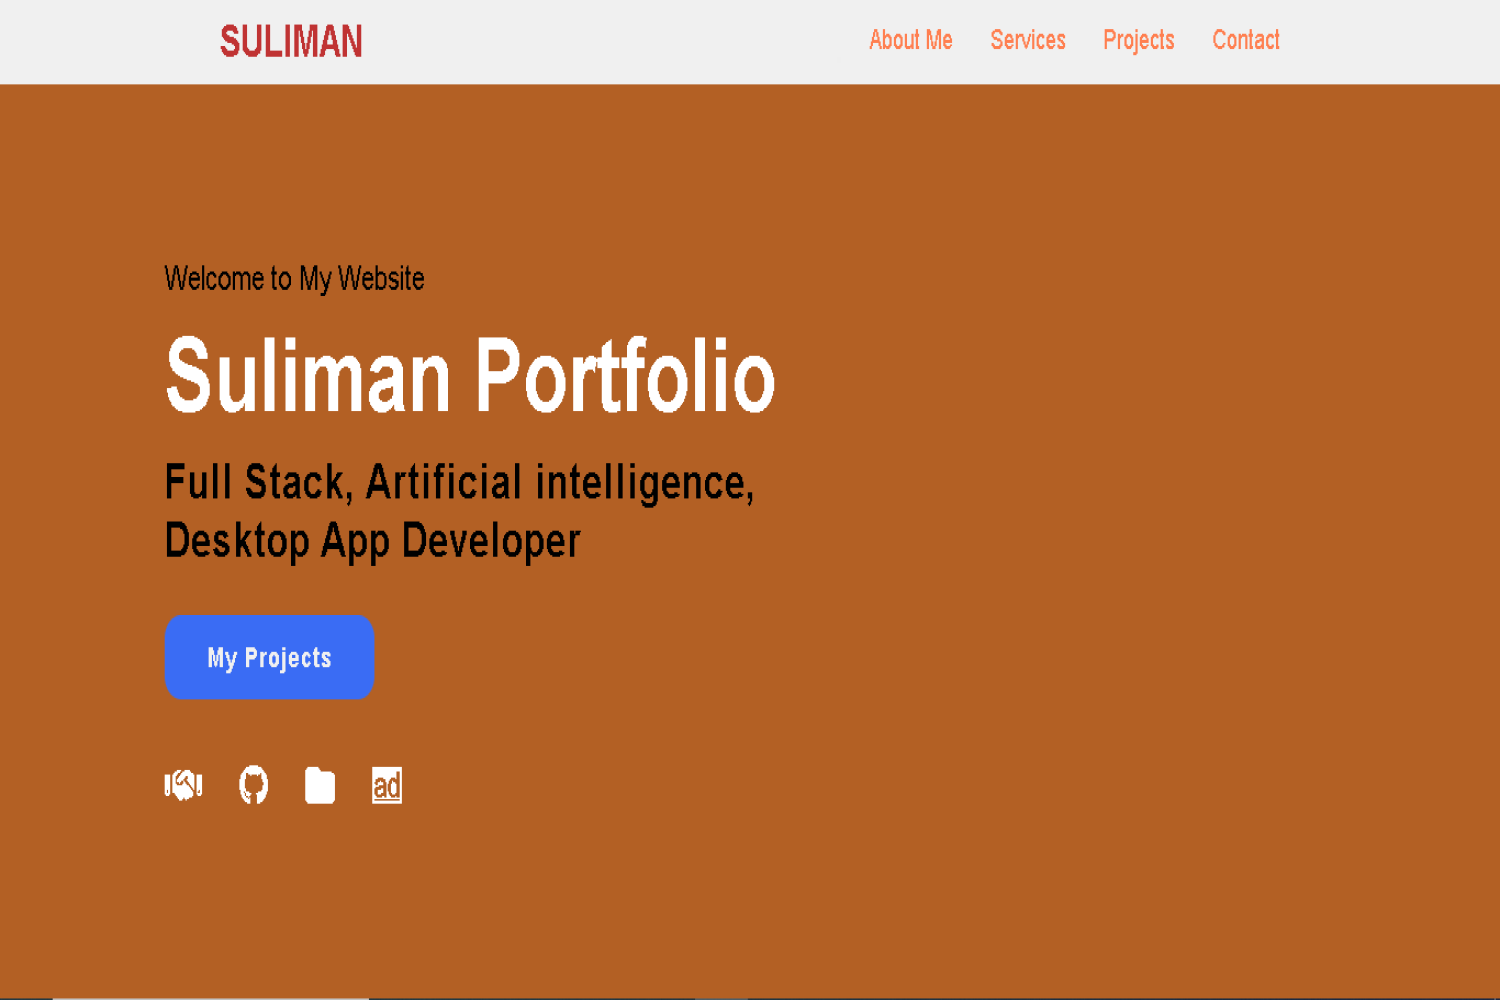 SULIMAN
About Me Services Projects Contact
Welcome to My Website
Suliman Portfolio
Full Stack, Artificial intelligence,
Desktop App Developer
My Projects
ad